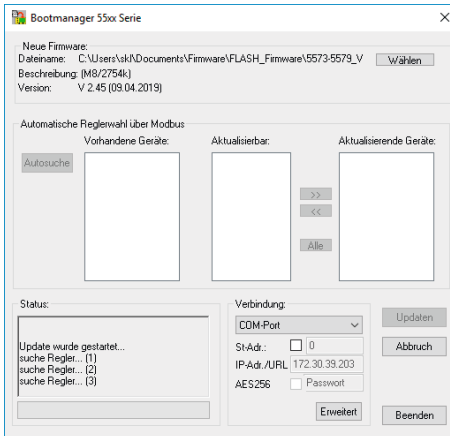 Bootmanager 55xx Serie
Neue Firmware:
Dateiname: C:\Users\skl\Documents\Firmware\FLASH_Firmware\5573-5579_V
Wählen
Beschreibung: (M8/2754k)
Version: V 2.45 (09.04.2019)
Automatische Reglerwahl über Modbus
Vorhandene Geräte: Aktualisierbar: Aktualisierende Geräte:
Autosuche
>>
<<
Alle
Status:
Update wurde gestartet...
suche Regler... (1)
suche Regler... (2)
suche Regler... (3)
Verbindung:
COM-Port
St-Adr.: 0
IP-Adr./URL 172.30.39.203
AES256 Passwort
Erweitert
Updaten
Abbruch
Beenden